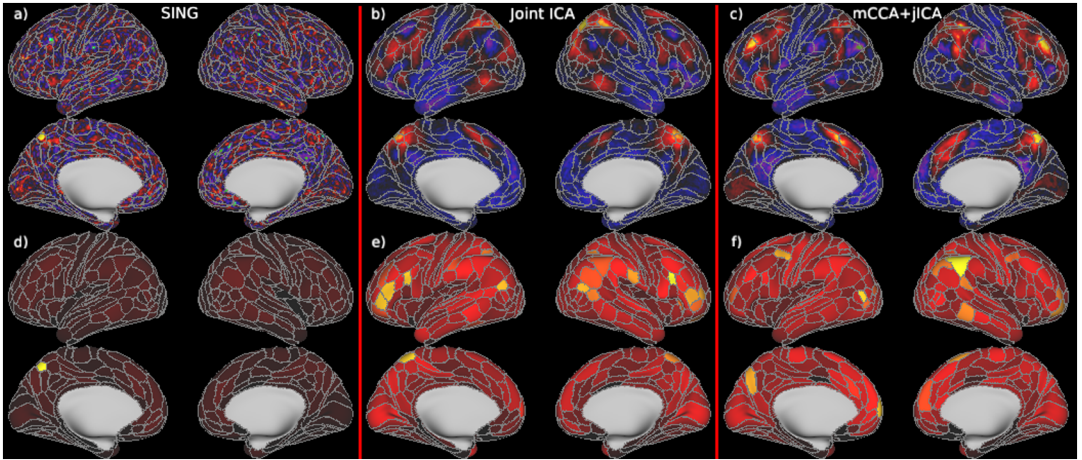 a) SING
b) Joint ICA
c) mCCA+jICA
d)
e)
f)